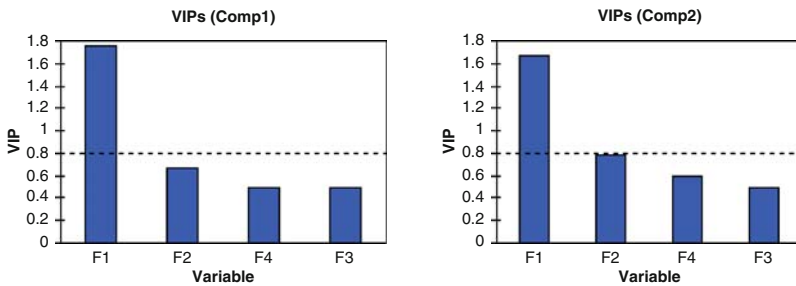 VIPs (Comp1)
1.8
1.6
1.4
1.2
1
0.8
0.6
0.4
0.2
0
VIP
F1 F2 F4 F3
Variable
VIPs (Comp2)
1.8
1.6
1.4
1.2
1
0.8
0.6
0.4
0.2
0
VIP
F1 F2 F4 F3
Variable